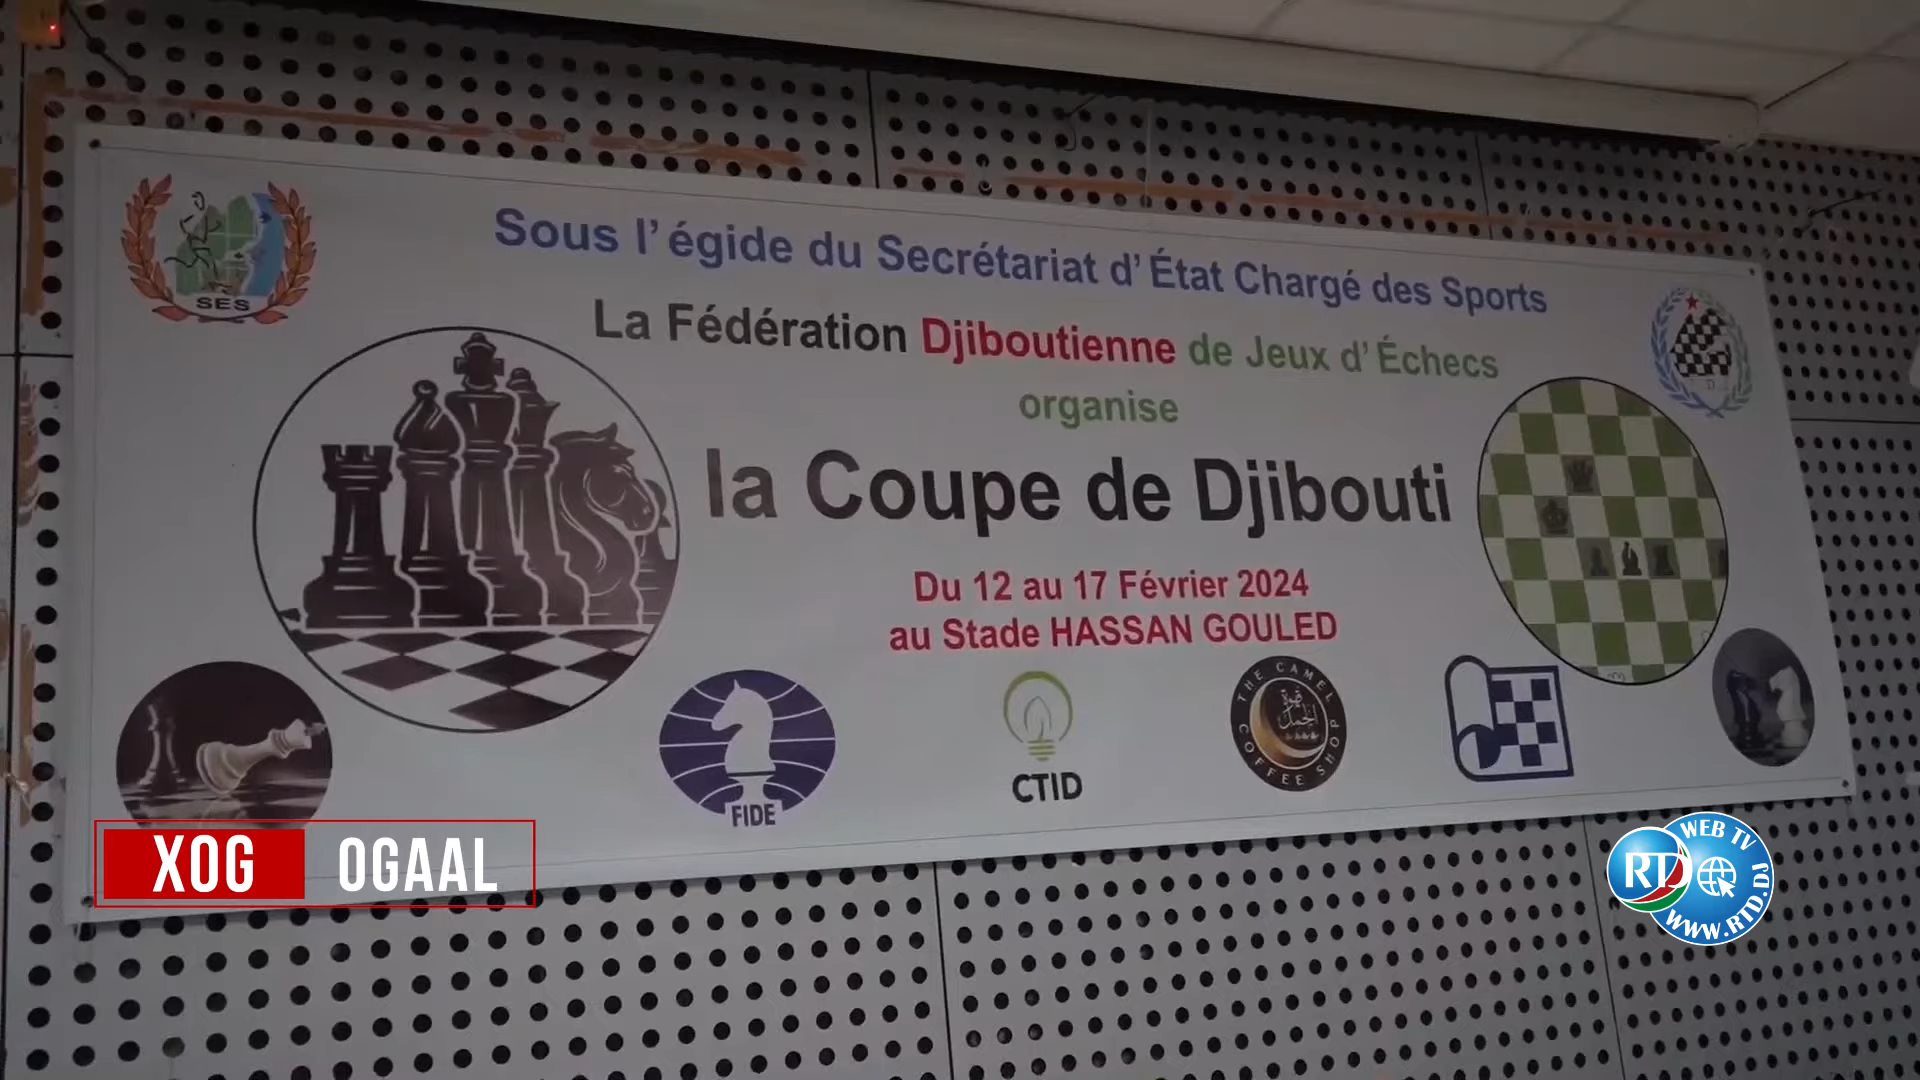 Sous l'égide du Secrétariat d'État Chargé des Sports
SES
La Fédération Djiboutienne de Jeux d'Échecs
organise
la Coupe de Djibouti
Du 12 au 17 Février 2024
au Stade HASSAN GOULED
FIDE
CTID
THE CAMEL
قهوة
الجمل
COFFEE SHOP
XOG OGAAL
WEB TV
RTD
WWW.RTD.DJ